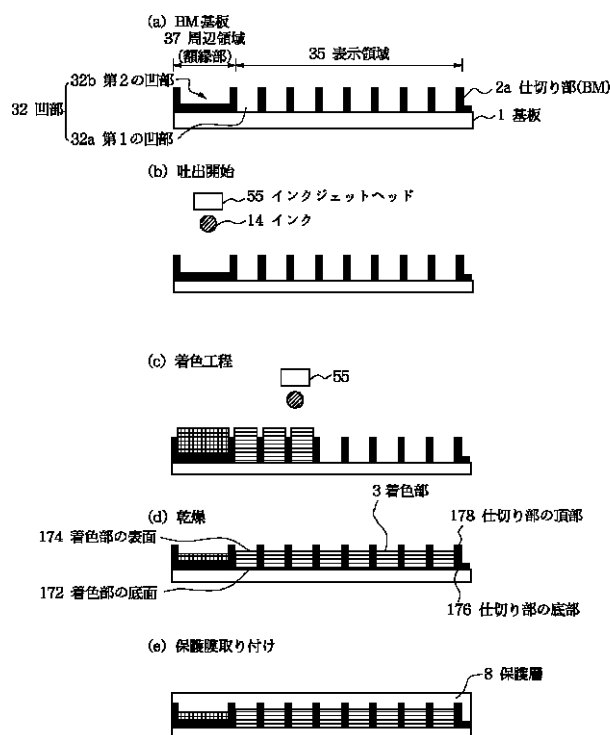 (a) BM基板
37 周辺領域
(額縁部)
35 表示領域
32b 第2の凹部
32 凹部
32a 第1の凹部
2a 仕切り部(BM)
1 基板
(b) 吐出開始
55 インクジェットヘッド
14 インク
(c) 着色工程
55
3 着色部
(d) 乾燥
174 着色部の表面
178 仕切り部の頂部
172 着色部の底面
176 仕切り部の底部
(e) 保護膜取り付け
8 保護層